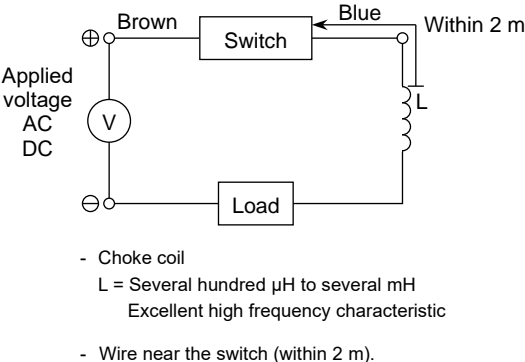 Brown
Blue
Within 2 m
Switch
⊕
Applied
voltage
AC
DC
V
L
⊖
Load
- Choke coil
L = Several hundred μH to several mH
Excellent high frequency characteristic
- Wire near the switch (within 2 m).